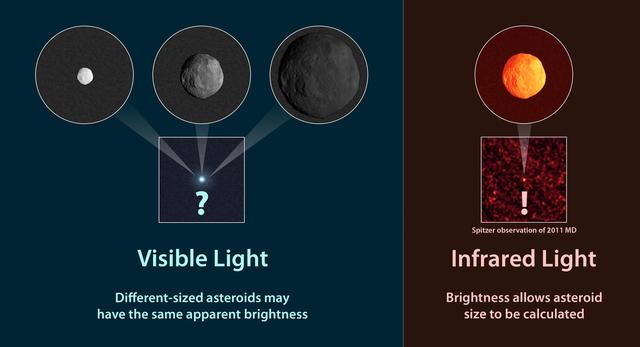 ?
!
Spitzer observation of 2011 MD
Visible Light
Infrared Light
Different-sized asteroids may
have the same apparent brightness
Brightness allows asteroid
size to be calculated